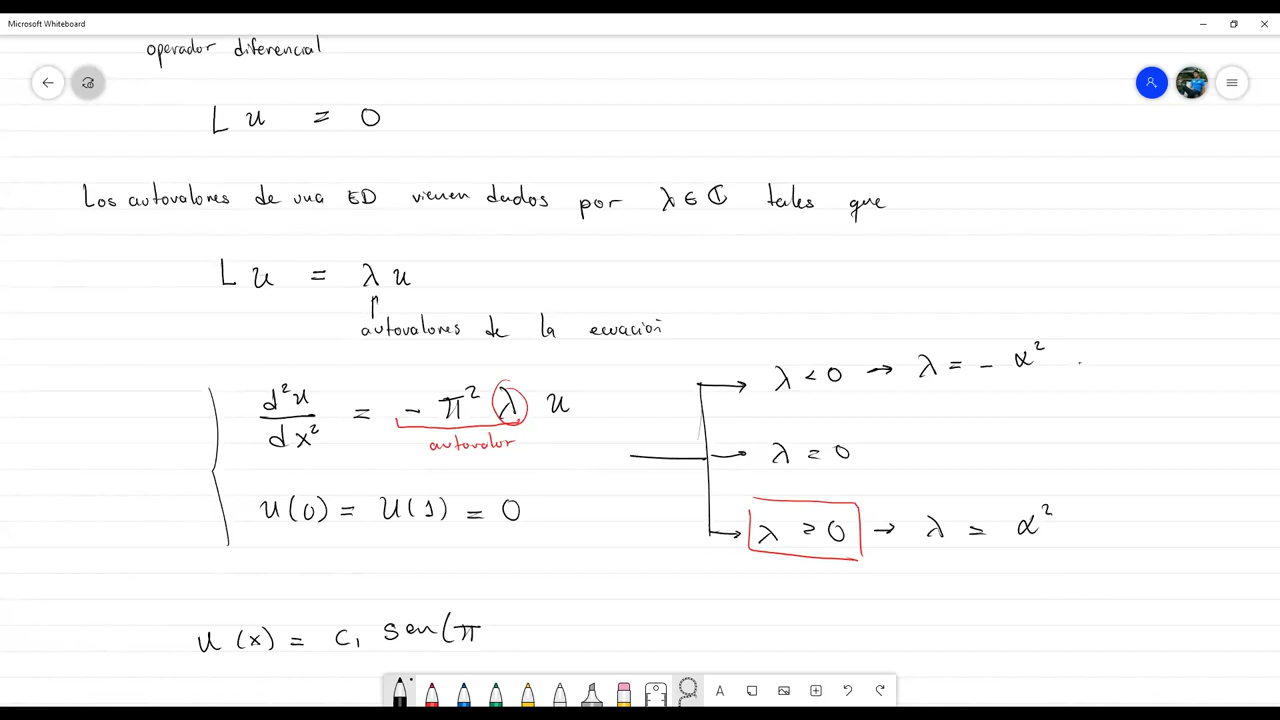 Microsoft Whiteboard
operador diferencial
L u = 0
Los autovalores de una ED vienen dados por λ ∈ ℂ tales que
L u = λ u
↑
autovalores de la ecuación
d²u/dx² = - π² λ u
autovalor
u(0) = u(1) = 0
λ < 0 → λ = - α²
λ = 0
λ > 0 → λ = α²
u (x) = C₁ sen(π
A